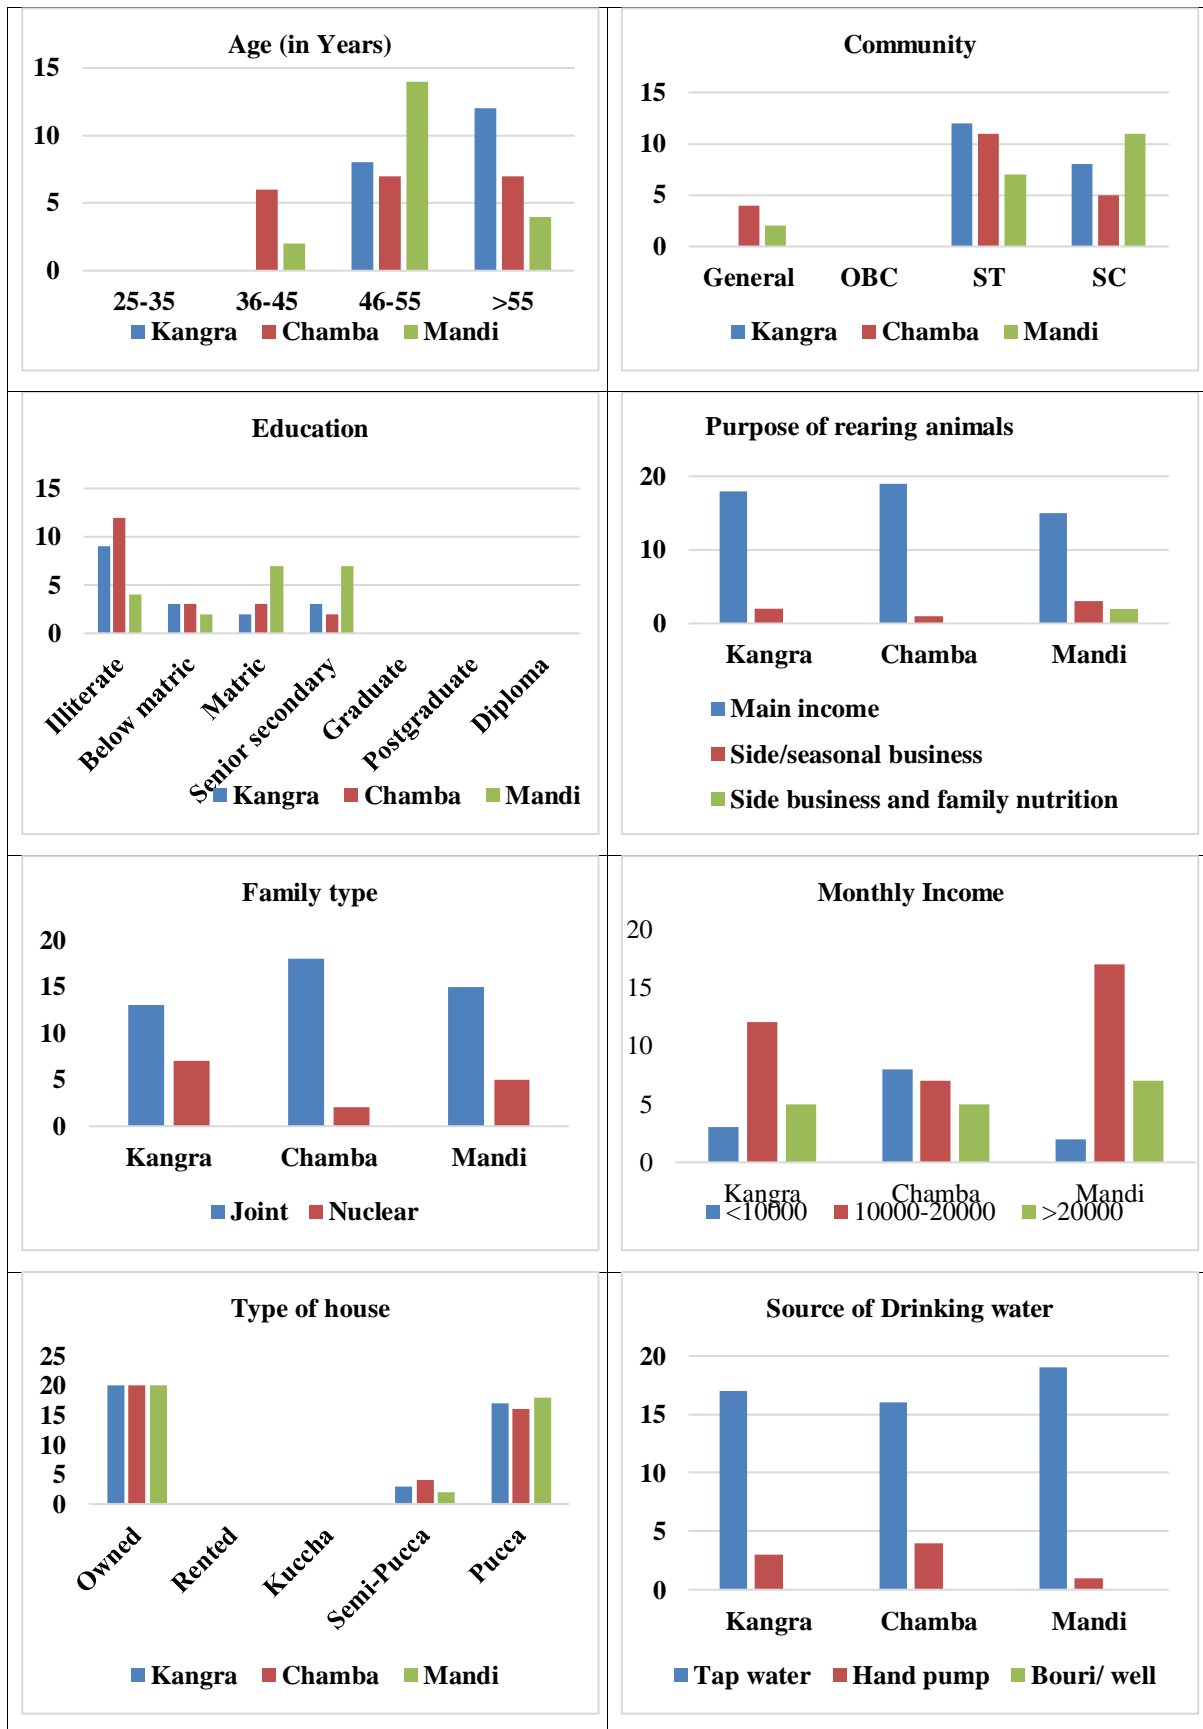 Age (in Years)
15
10
5
0
25-35 36-45 46-55 >55
Kangra Chamba Mandi
Community
15
10
5
0
General OBC ST SC
Kangra Chamba Mandi
Education
15
10
5
0
Illiterate
Below matric
Matric
Senior secondary
Graduate
Postgraduate
Diploma
Kangra Chamba Mandi
Purpose of rearing animals
20
10
0
Kangra Chamba Mandi
Main income
Side/seasonal business
Side business and family nutrition
Family type
20
15
10
5
0
Kangra Chamba Mandi
Joint Nuclear
Monthly Income
20
15
10
5
0
Kangra Chamba Mandi
<10000 10000-20000 >20000
Type of house
25
20
15
10
5
0
Owned
Rented
Kuccha
Semi-Pucca
Pucca
Kangra Chamba Mandi
Source of Drinking water
20
15
10
5
0
Kangra Chamba Mandi
Tap water Hand pump Bouri/ well